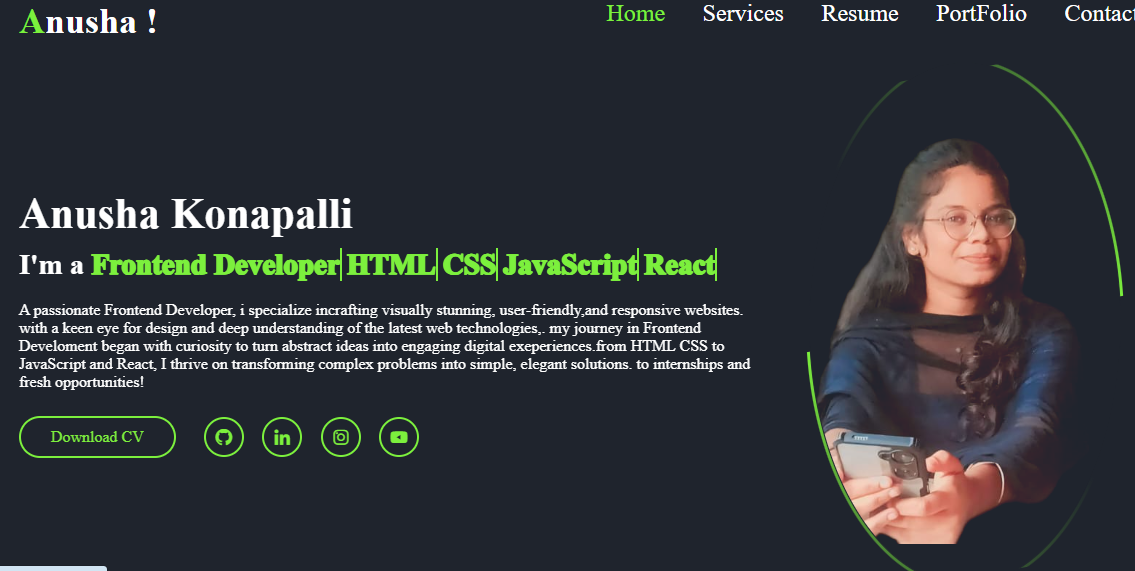 Anusha !
Home Services Resume PortFolio Contac
Anusha Konapalli
I'm a Frontend Developer HTML CSS JavaScript React
A passionate Frontend Developer, i specialize incrafting visually stunning, user-friendly,and responsive websites.
with a keen eye for design and deep understanding of the latest web technologies,. my journey in Frontend
Develoment began with curiosity to turn abstract ideas into engaging digital exeperiences.from HTML CSS to
JavaScript and React, I thrive on transforming complex problems into simple, elegant solutions. to internships and
fresh opportunities!
Download CV in